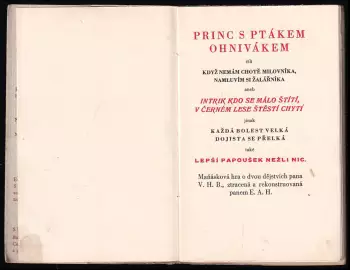 PRINC S PTÁKEM
OHNIVÁKEM
čili
KDYŽ NEMÁM CHOTĚ MILOVNÍKA,
NAMLUVÍM SI ŽALÁŘNÍKA
aneb
INTRIK KDO SE MÁLO ŠTÍTÍ,
V ČERNÉM LESE ŠTĚSTÍ CHYTÍ
jinak
KAŽDÁ BOLEST VELKÁ
DOJISTA SE PŘELKÁ
také
LEPŠÍ PAPOUŠEK NEŽLI NIC.
Maňásková hra o dvou dějstvích pana
V. H. B., stracená a rekonstruovaná
panem E. A. H.